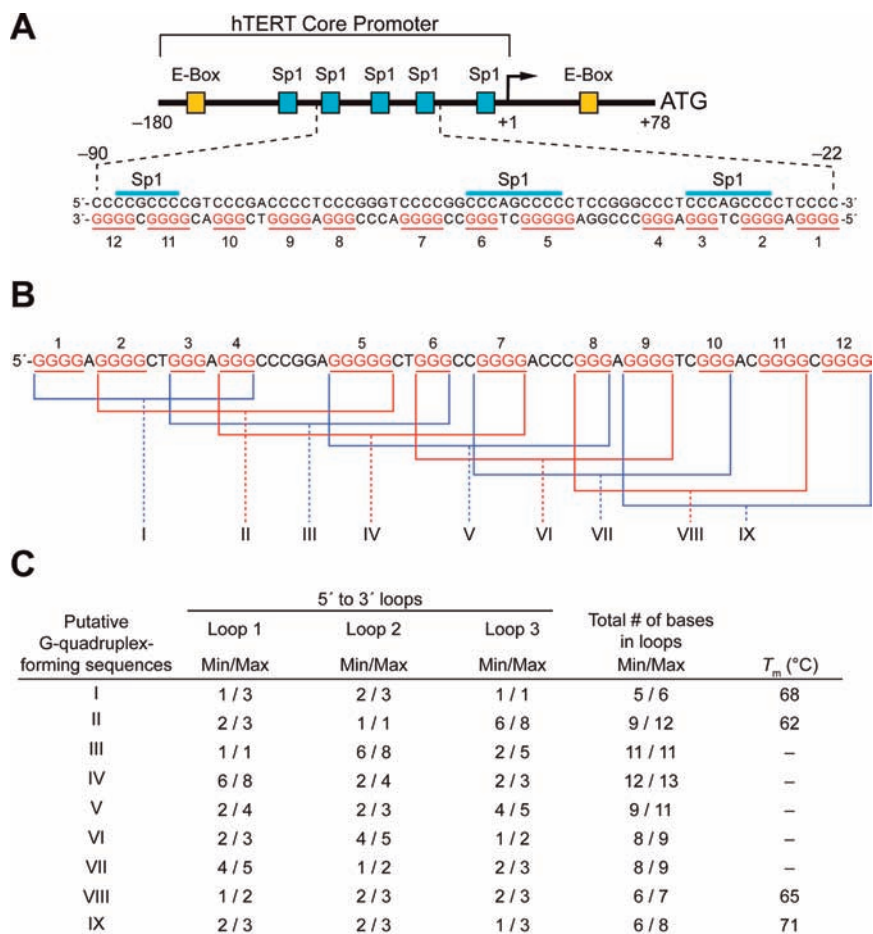 A
hTERT Core Promoter
E-Box Sp1 Sp1 Sp1 Sp1 Sp1 E-Box
ATG
–180 +1 +78
–90 –22
Sp1 Sp1 Sp1
5´-CCCCGCCCCGTCCCGACCCCTCCCGGGTCCCCGGCCCAGCCCCCTCCGGGCCCTCCCAGCCCCTCCCC-3´
3´-GGGGCGGGGCAGGGCTGGGGAGGGCCCAGGGGCCGGGTCGGGGGAGGCCCGGGAGGGTCGGGGAGGGG-5´
12 11 10 9 8 7 6 5 4 3 2 1
B
1 2 3 4 5 6 7 8 9 10 11 12
5´-GGGGAGGGGCTGGGAGGGCCCGGAGGGGGCTGGGCCGGGGACCCGGGAGGGGTCGGGACGGGGCGGGG
I II III IV V VI VII VIII IX
C
5´ to 3´ loops
Putative G-quadruplex-forming sequences Loop 1 Min/Max Loop 2 Min/Max Loop 3 Min/Max Total # of bases in loops Min/Max Tm (°C)
I 1 / 3 2 / 3 1 / 1 5 / 6 68
II 2 / 3 1 / 1 6 / 8 9 / 12 62
III 1 / 1 6 / 8 2 / 5 11 / 11 –
IV 6 / 8 2 / 4 2 / 3 12 / 13 –
V 2 / 4 2 / 3 4 / 5 9 / 11 –
VI 2 / 3 4 / 5 1 / 2 8 / 9 –
VII 4 / 5 1 / 2 2 / 3 8 / 9 –
VIII 1 / 2 2 / 3 2 / 3 6 / 7 65
IX 2 / 3 2 / 3 1 / 3 6 / 8 71